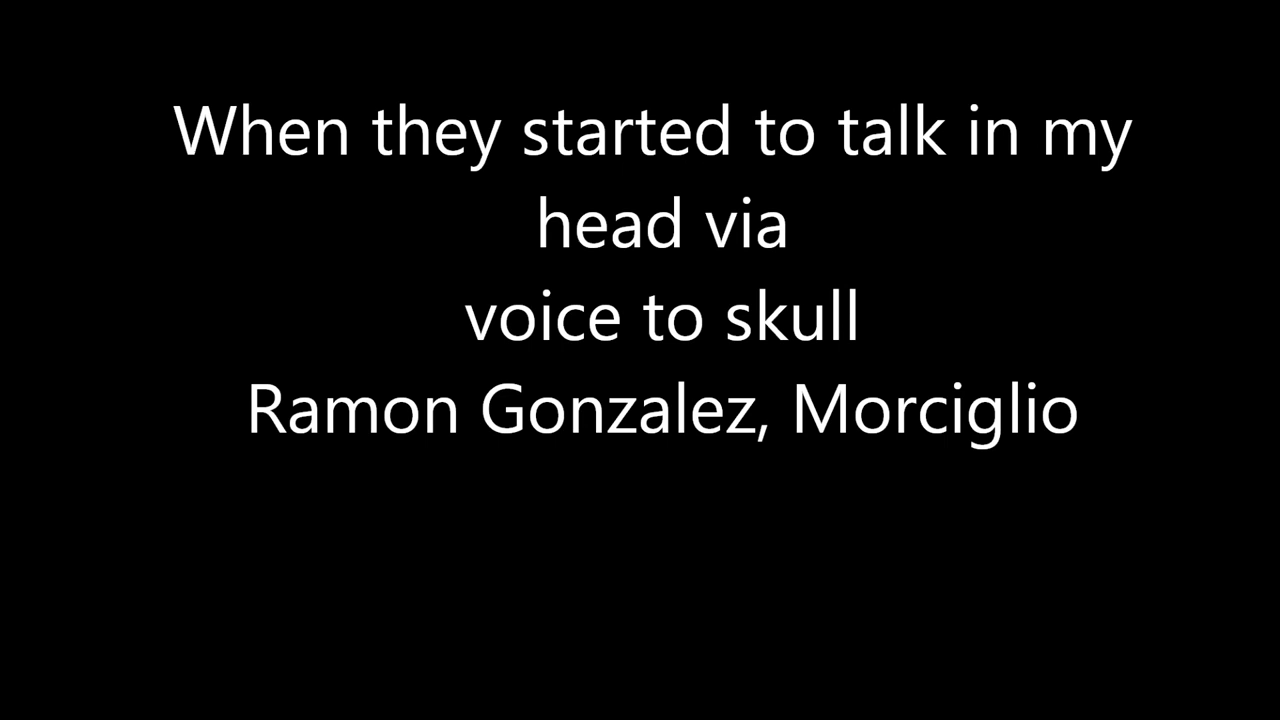 When they started to talk in my
head via
voice to skull
Ramon Gonzalez, Morciglio